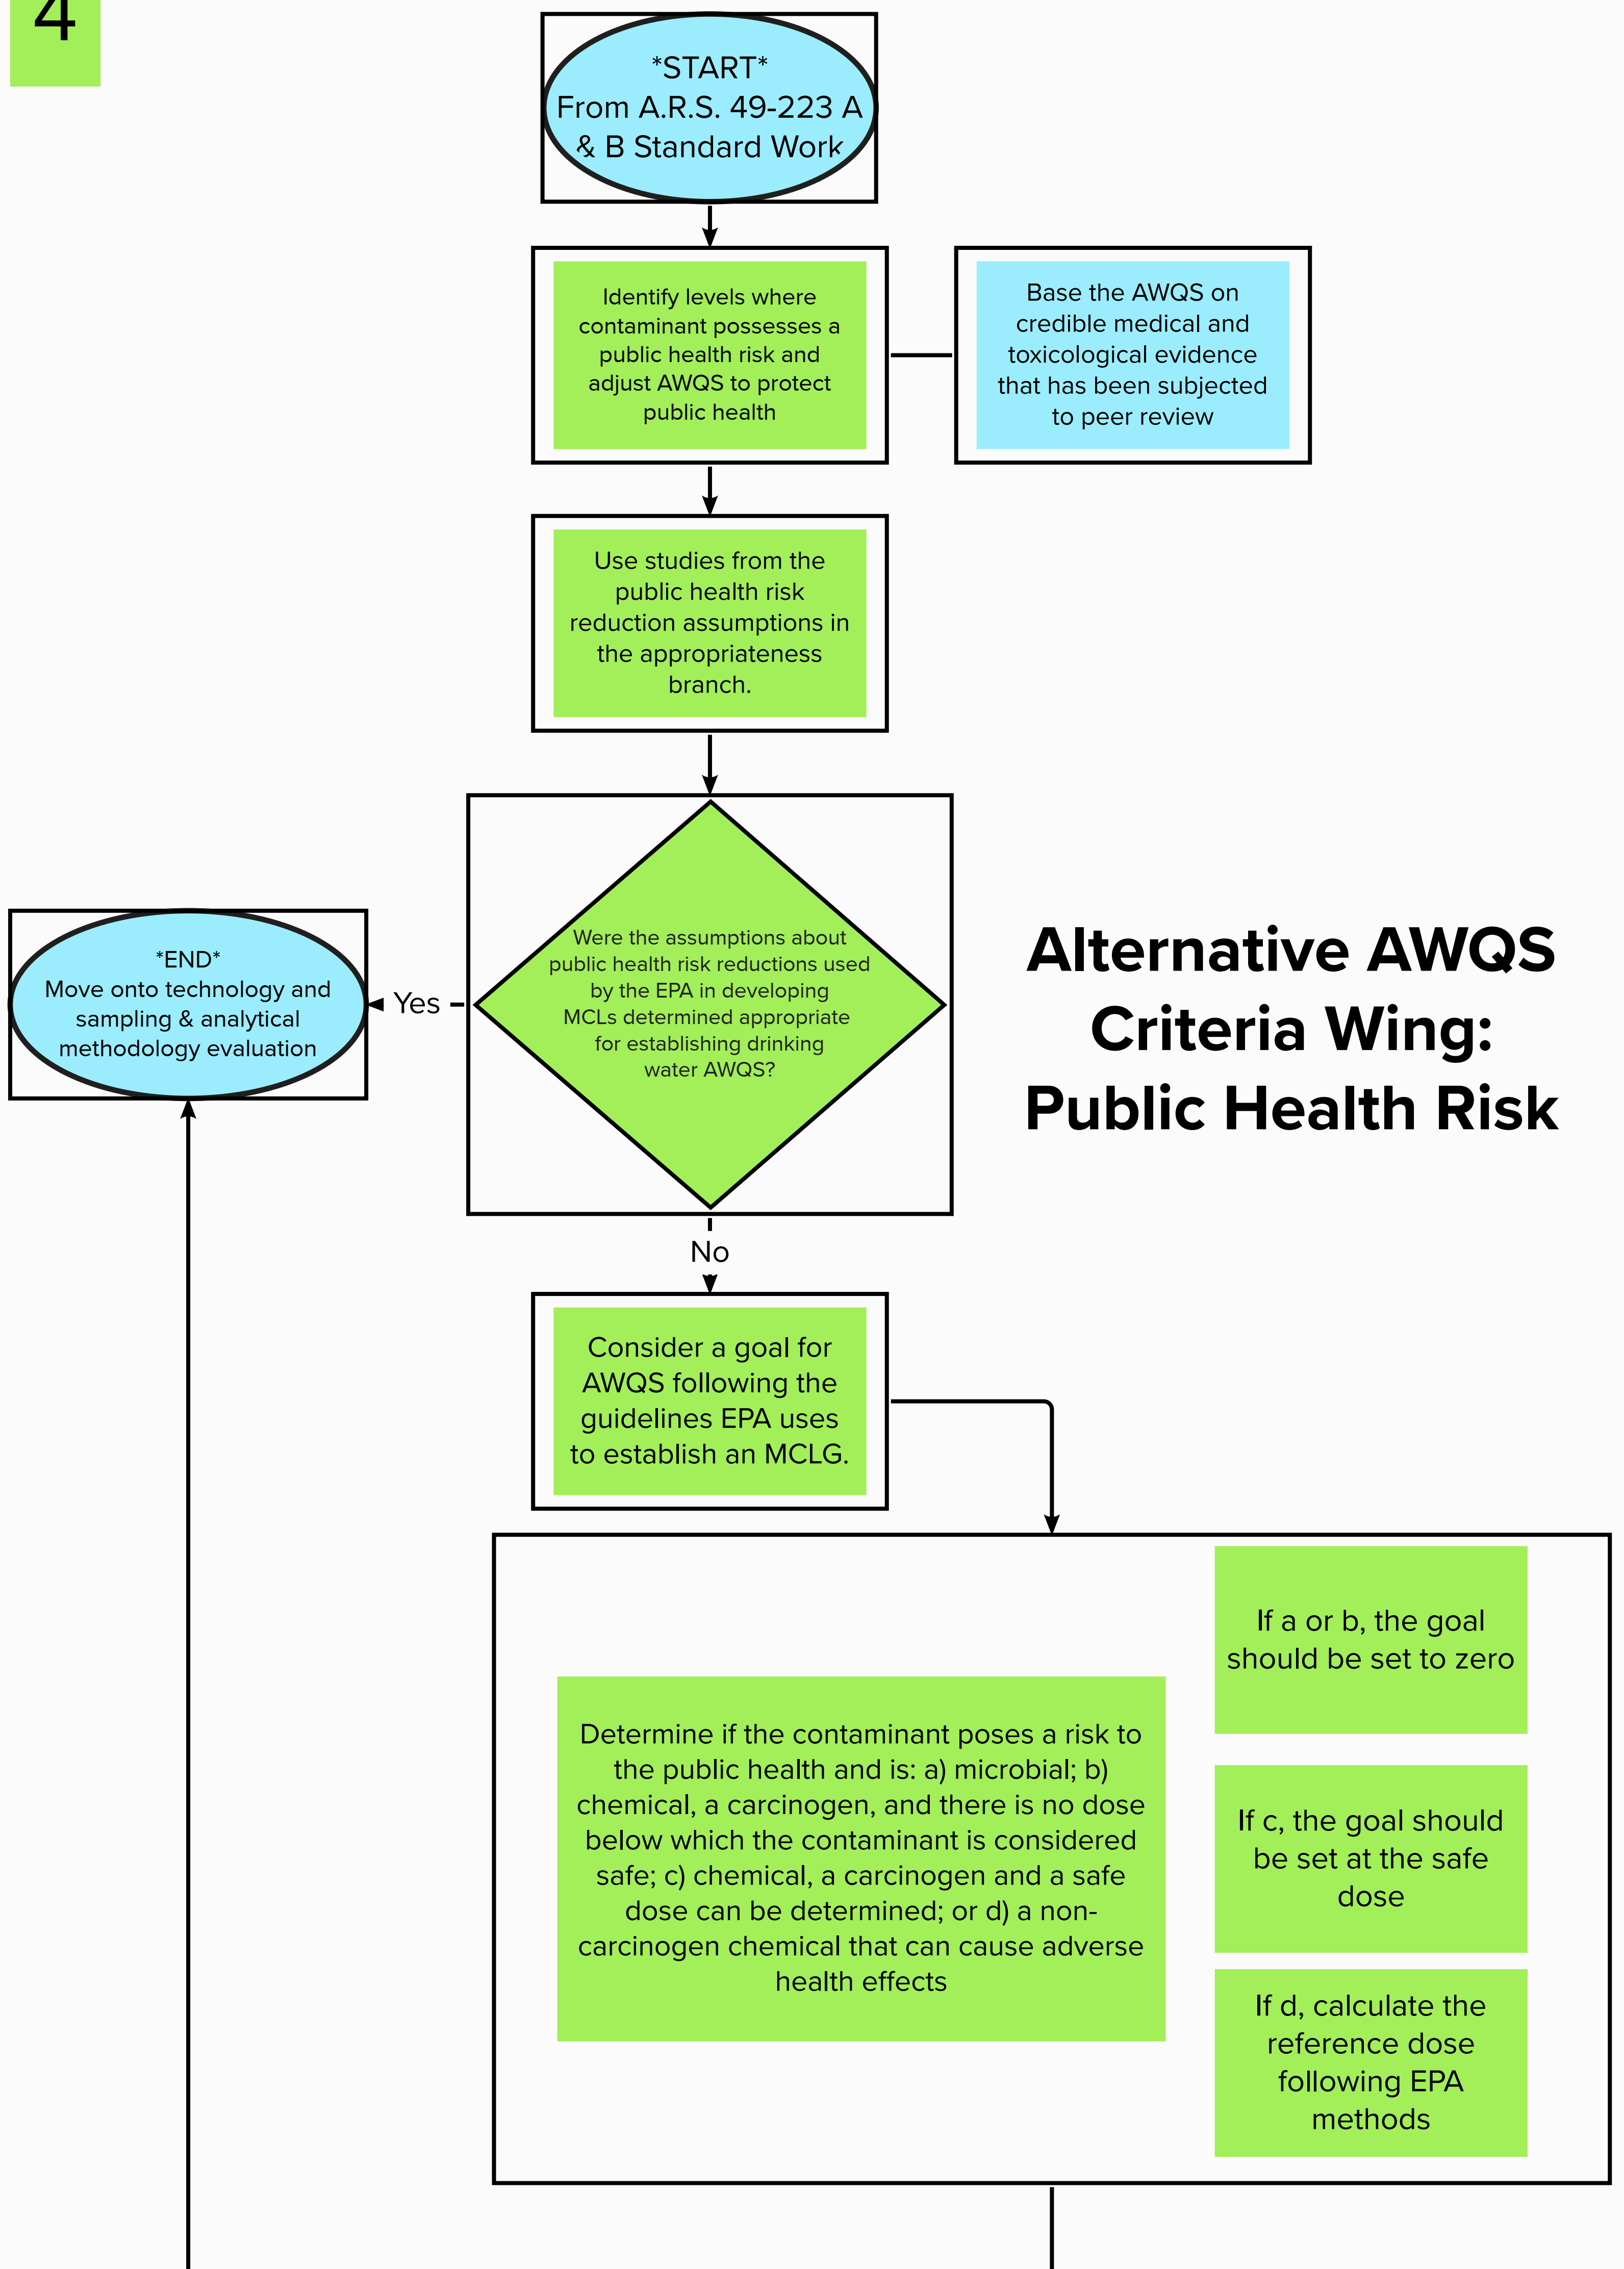 4
*START*
From A.R.S. 49-223 A
& B Standard Work
Identify levels where
contaminant possesses a
public health risk and
adjust AWQS to protect
public health
Base the AWQS on
credible medical and
toxicological evidence
that has been subjected
to peer review
Use studies from the
public health risk
reduction assumptions in
the appropriateness
branch.
Were the assumptions about
public health risk reductions used
by the EPA in developing
MCLs determined appropriate
for establishing drinking
water AWQS?
Yes
*END*
Move onto technology and
sampling & analytical
methodology evaluation
Alternative AWQS
Criteria Wing:
Public Health Risk
No
Consider a goal for
AWQS following the
guidelines EPA uses
to establish an MCLG.
Determine if the contaminant poses a risk to
the public health and is: a) microbial; b)
chemical, a carcinogen, and there is no dose
below which the contaminant is considered
safe; c) chemical, a carcinogen and a safe
dose can be determined; or d) a non-
carcinogen chemical that can cause adverse
health effects
If a or b, the goal
should be set to zero
If c, the goal should
be set at the safe
dose
If d, calculate the
reference dose
following EPA
methods